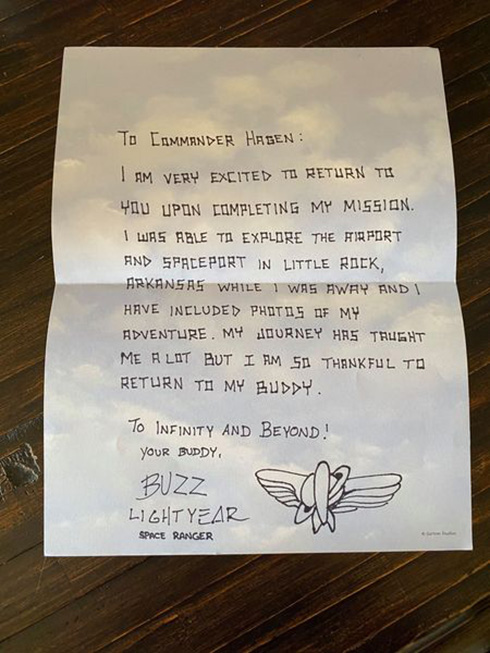 TO COMMANDER HAGEN:
I AM VERY EXCITED TO RETURN TO
YOU UPON COMPLETING MY MISSION.
I WAS ABLE TO EXPLORE THE AIRPORT
AND SPACEPORT IN LITTLE ROCK,
ARKANSAS WHILE I WAS AWAY AND I
HAVE INCLUDED PHOTOS OF MY
ADVENTURE. MY JOURNEY HAS TAUGHT
ME A LOT BUT I AM SO THANKFUL TO
RETURN TO MY BUDDY.
TO INFINITY AND BEYOND!
YOUR BUDDY,
BUZZ
LIGHTYEAR
SPACE RANGER